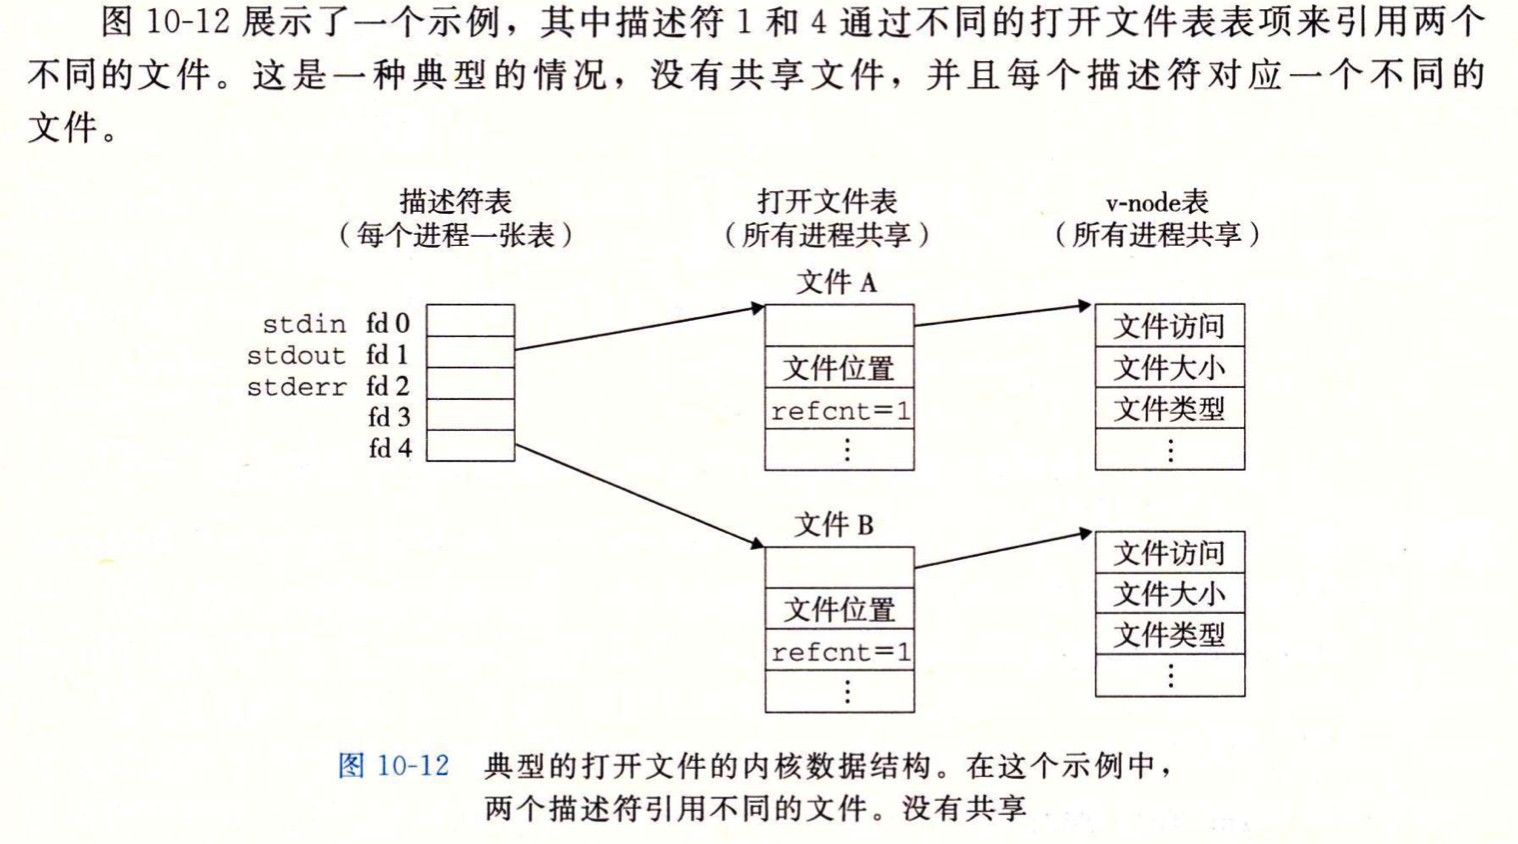 图 10-12 展示了一个示例，其中描述符 1 和 4 通过不同的打开文件表表项来引用两个
不同的文件。这是一种典型的情况，没有共享文件，并且每个描述符对应一个不同的
文件。
描述符表
（每个进程一张表）
打开文件表
（所有进程共享）
v-node表
（所有进程共享）
stdin fd 0
stdout fd 1
stderr fd 2
fd 3
fd 4
文件 A
文件位置
refcnt=1
⋮
文件访问
文件大小
文件类型
⋮
文件 B
文件位置
refcnt=1
⋮
文件访问
文件大小
文件类型
⋮
图 10-12 典型的打开文件的内核数据结构。在这个示例中，
两个描述符引用不同的文件。没有共享